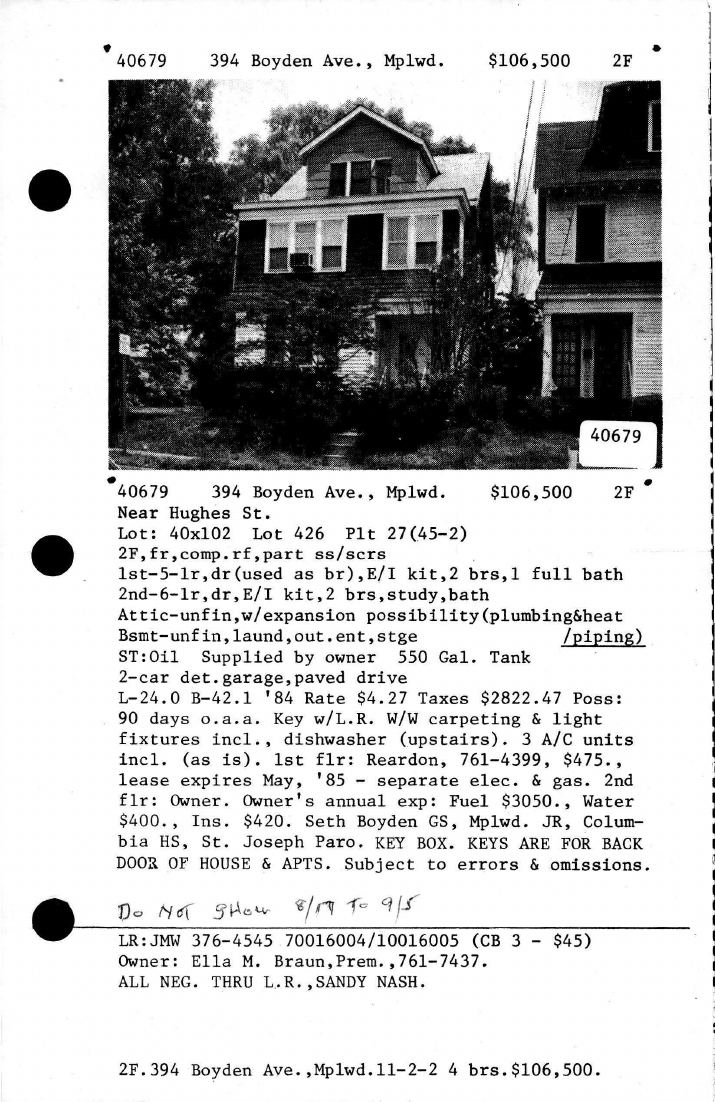 40679 394 Boyden Ave., Mplwd. $106,500 2F
40679
40679 394 Boyden Ave., Mplwd. $106,500 2F
Near Hughes St.
Lot: 40x102 Lot 426 Plt 27(45-2)
2F,fr,comp.rf,part ss/scrs
1st-5-lr,dr(used as br),E/I kit,2 brs,1 full bath
2nd-6-lr,dr,E/I kit,2 brs,study,bath
Attic-unfin,w/expansion possibility(plumbing&heat
Bsmt-unfin,laund,out.ent,stge /piping)
ST:Oil Supplied by owner 550 Gal. Tank
2-car det.garage,paved drive
L-24.0 B-42.1 '84 Rate $4.27 Taxes $2822.47 Poss:
90 days o.a.a. Key w/L.R. W/W carpeting & light
fixtures incl., dishwasher (upstairs). 3 A/C units
incl. (as is). 1st flr: Reardon, 761-4399, $475.,
lease expires May, '85 - separate elec. & gas. 2nd
flr: Owner. Owner's annual exp: Fuel $3050., Water
$400., Ins. $420. Seth Boyden GS, Mplwd. JR, Colum-
bia HS, St. Joseph Paro. KEY BOX. KEYS ARE FOR BACK
DOOR OF HOUSE & APTS. Subject to errors & omissions.
Do NOT SHOW 8/17 To 9/5
LR:JMW 376-4545 70016004/10016005 (CB 3 - $45)
Owner: Ella M. Braun,Prem.,761-7437.
ALL NEG. THRU L.R.,SANDY NASH.
2F.394 Boyden Ave.,Mplwd.11-2-2 4 brs.$106,500.